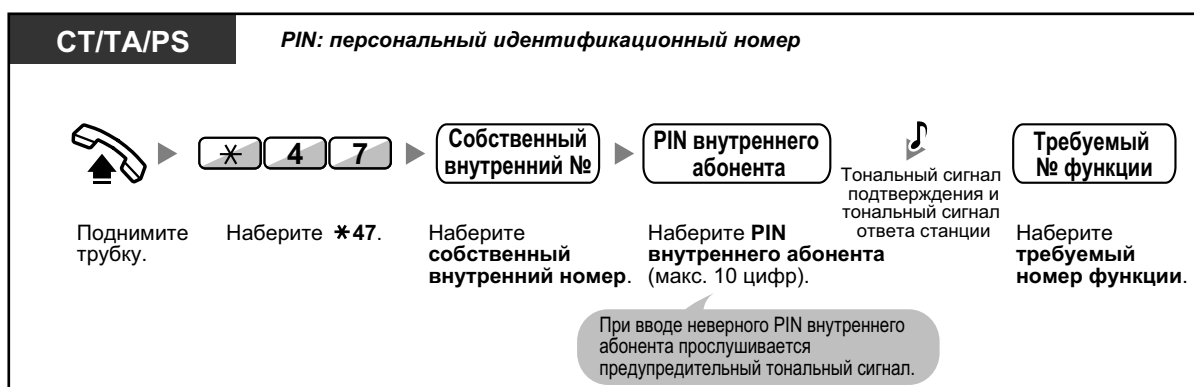 CT/TA/PS
PIN: персональный идентификационный номер
* 4 7
Собственный
внутренний №
PIN внутреннего
абонента
Тональный сигнал
подтверждения и
тональный сигнал
ответа станции
Требуемый
№ функции
Поднимите
трубку.
Наберите *47.
Наберите
собственный
внутренний номер.
Наберите PIN
внутреннего абонента
(макс. 10 цифр).
Наберите
требуемый
номер функции.
При вводе неверного PIN внутреннего
абонента прослушивается
предупредительный тональный сигнал.